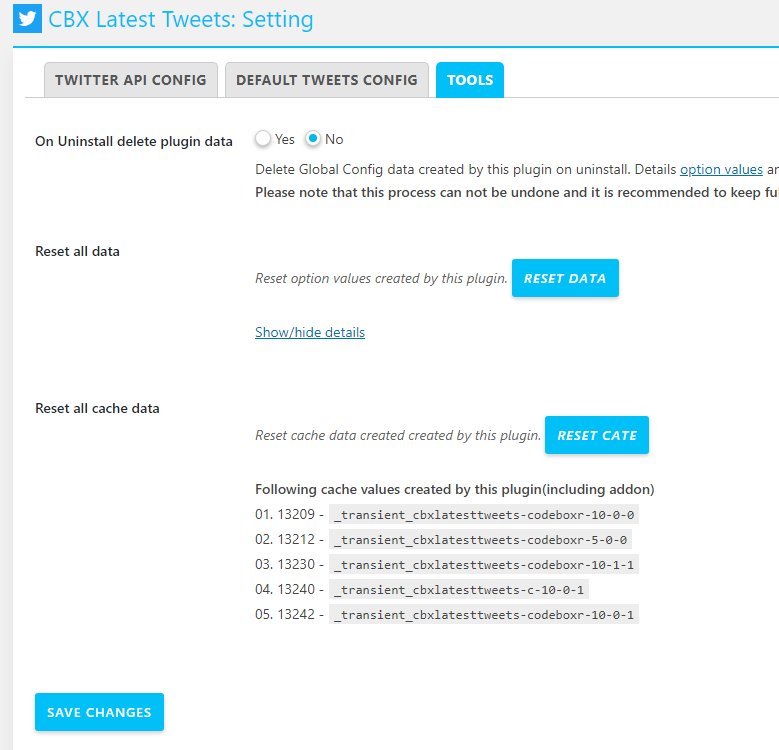 CBX Latest Tweets: Setting
TWITTER API CONFIG DEFAULT TWEETS CONFIG TOOLS
On Uninstall delete plugin data Yes No
Delete Global Config data created by this plugin on uninstall. Details option values
Please note that this process can not be undone and it is recommended to keep
Reset all data
Reset option values created by this plugin. RESET DATA
Show/hide details
Reset all cache data
Reset cache data created created by this plugin. RESET CATE
Following cache values created by this plugin(including addon)
01. 13209 - _transient_cbxlatesttweets-codeboxr-10-0-0
02. 13212 - _transient_cbxlatesttweets-codeboxr-5-0-0
03. 13230 - _transient_cbxlatesttweets-codeboxr-10-1-1
04. 13240 - _transient_cbxlatesttweets-c-10-0-1
05. 13242 - _transient_cbxlatesttweets-codeboxr-10-0-1
SAVE CHANGES